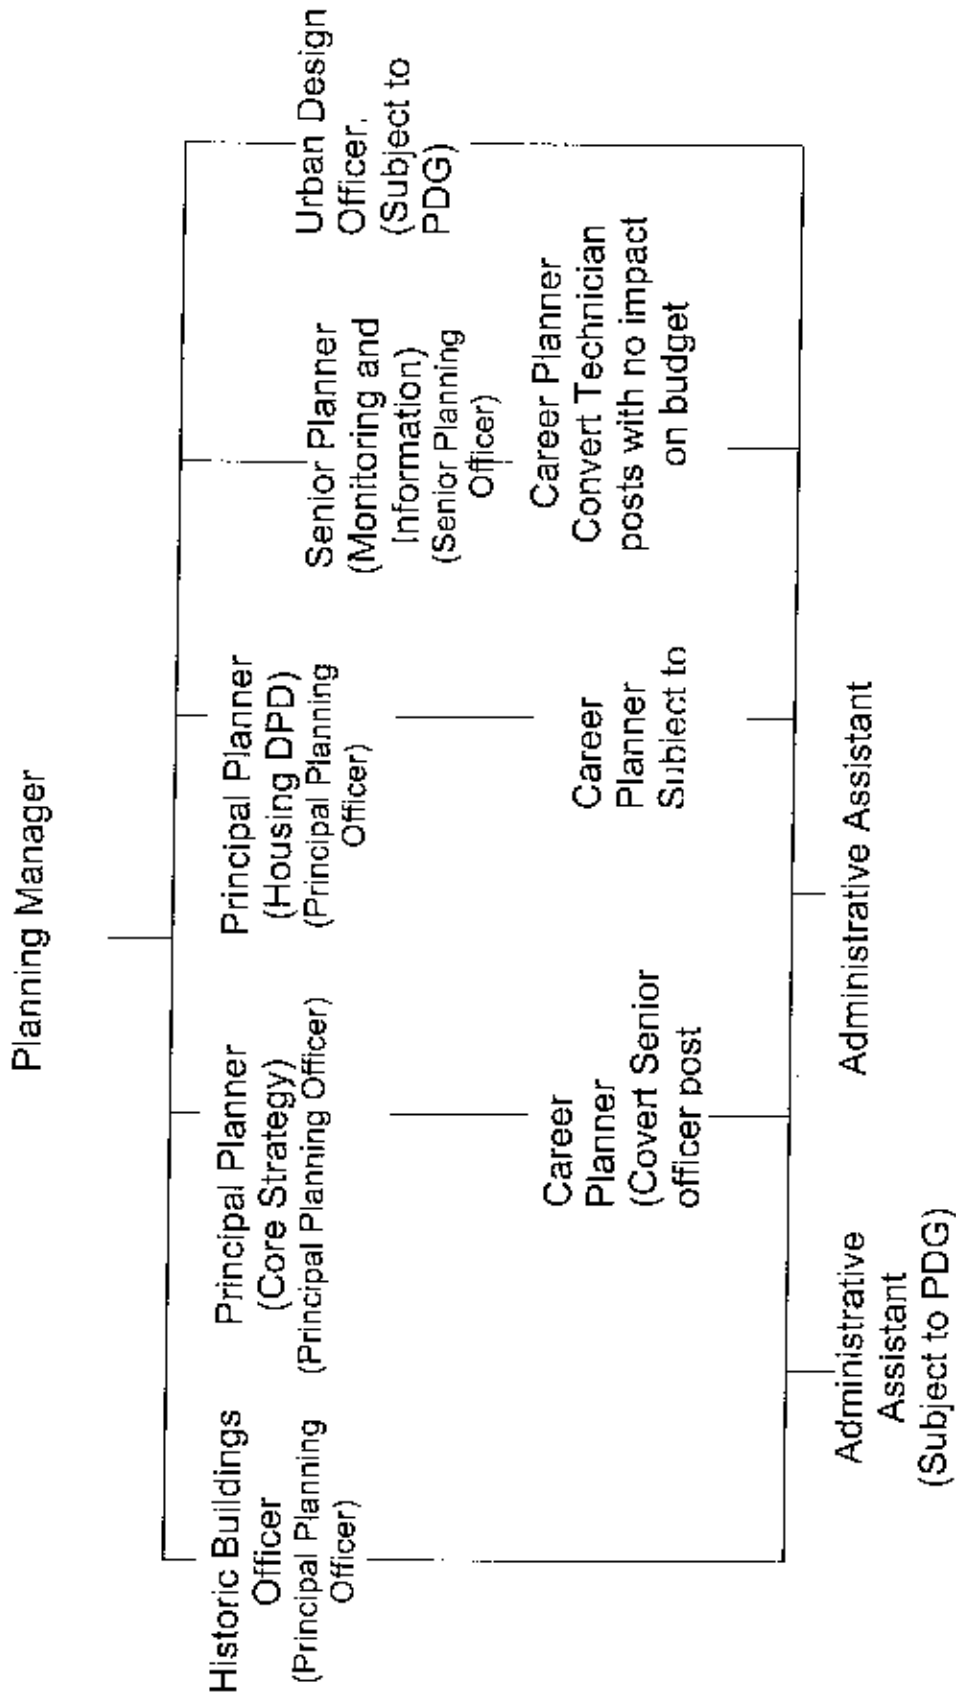 Planning Manager
Historic Buildings
Officer
(Principal Planning
Officer)
Principal Planner
(Core Strategy)
(Principal Planning Officer)
Principal Planner
(Housing DPD)
(Principal Planning
Officer)
Senior Planner
(Monitoring and
Information)
(Senior Planning
Officer)
Urban Design
Officer.
(Subject to
PDG)
Career
Planner
(Covert Senior
officer post
Career
Planner
Subject to
Career Planner
Convert Technician
posts with no impact
on budget
Administrative
Assistant
(Subject to PDG)
Administrative Assistant